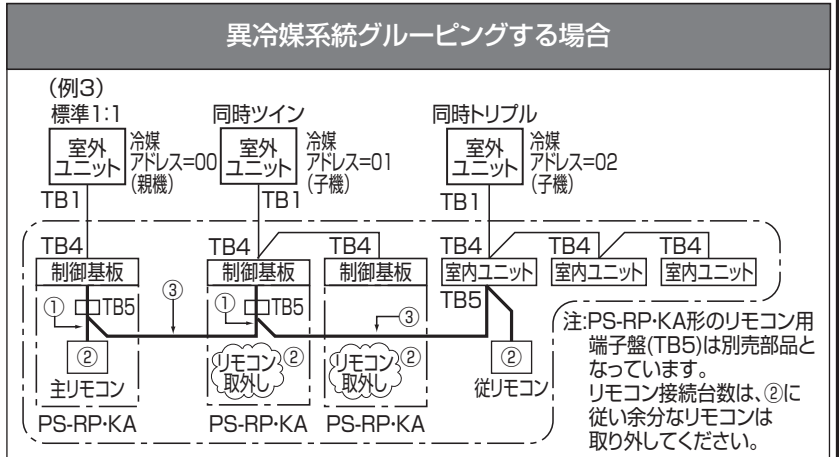 異冷媒系統グルーピングする場合
(例3)
標準1:1
同時ツイン
同時トリプル
室外
ユニット
冷媒
アドレス=00
(親機)
室外
ユニット
冷媒
アドレス=01
(子機)
室外
ユニット
冷媒
アドレス=02
(子機)
TB1
TB1
TB1
TB4
TB4
TB4
TB4
TB4
TB4
制御基板
制御基板
制御基板
室内ユニット
室内ユニット
室内ユニット
①
TB5
③
①
TB5
③
TB5
②
主リモコン
リモコン
取外し
②
リモコン
取外し
②
②
従リモコン
PS-RP・KA
PS-RP・KA
PS-RP・KA
注:PS-RP・KA形のリモコン用
端子盤(TB5)は別売部品と
なっています。
リモコン接続台数は、②に
従い余分なリモコンは
取り外してください。